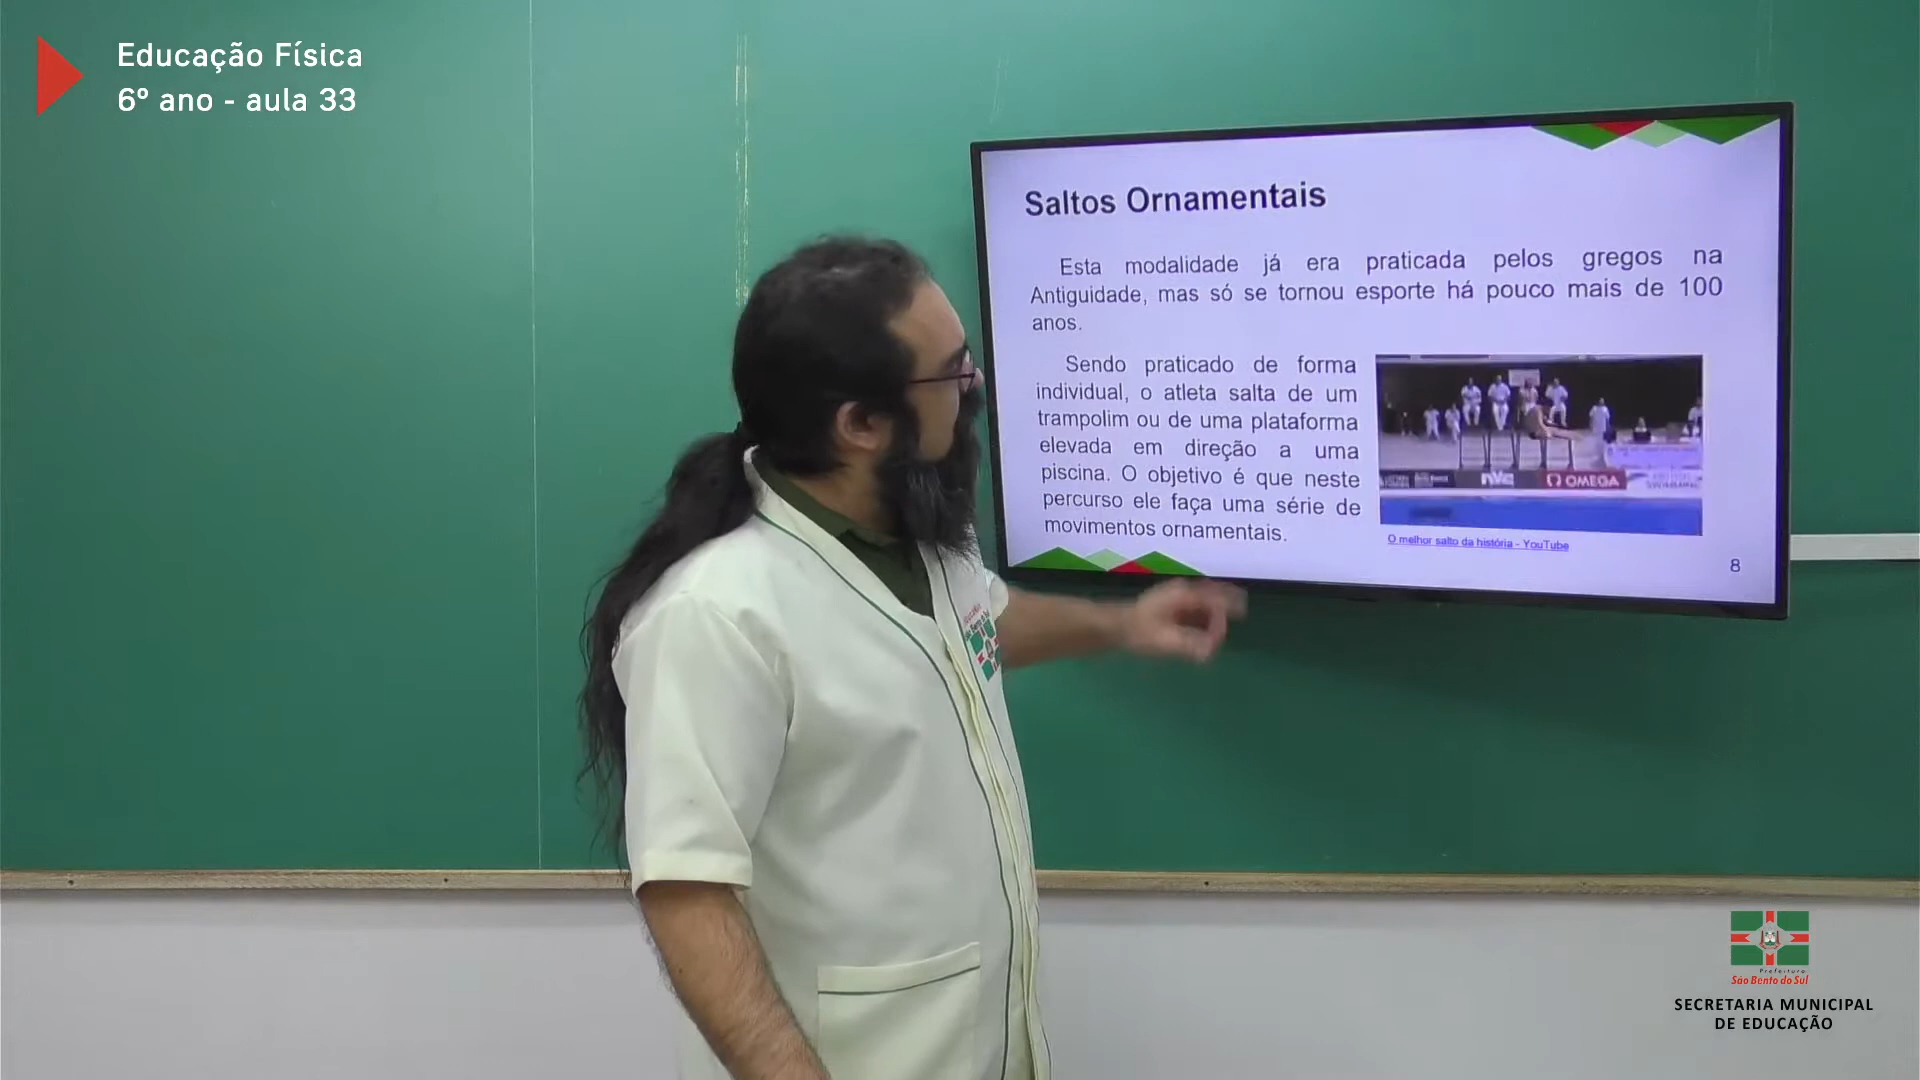 Educação Física
6º ano - aula 33
Saltos Ornamentais
Esta modalidade já era praticada pelos gregos na
Antiguidade, mas só se tornou esporte há pouco mais de 100
anos.
Sendo praticado de forma
individual, o atleta salta de um
trampolim ou de uma plataforma
elevada em direção a uma
piscina. O objetivo é que neste
percurso ele faça uma série de
movimentos ornamentais.
OMEGA
O melhor salto da história - YouTube
8
Prefeitura
São Bento do Sul
SECRETARIA MUNICIPAL
DE EDUCAÇÃO